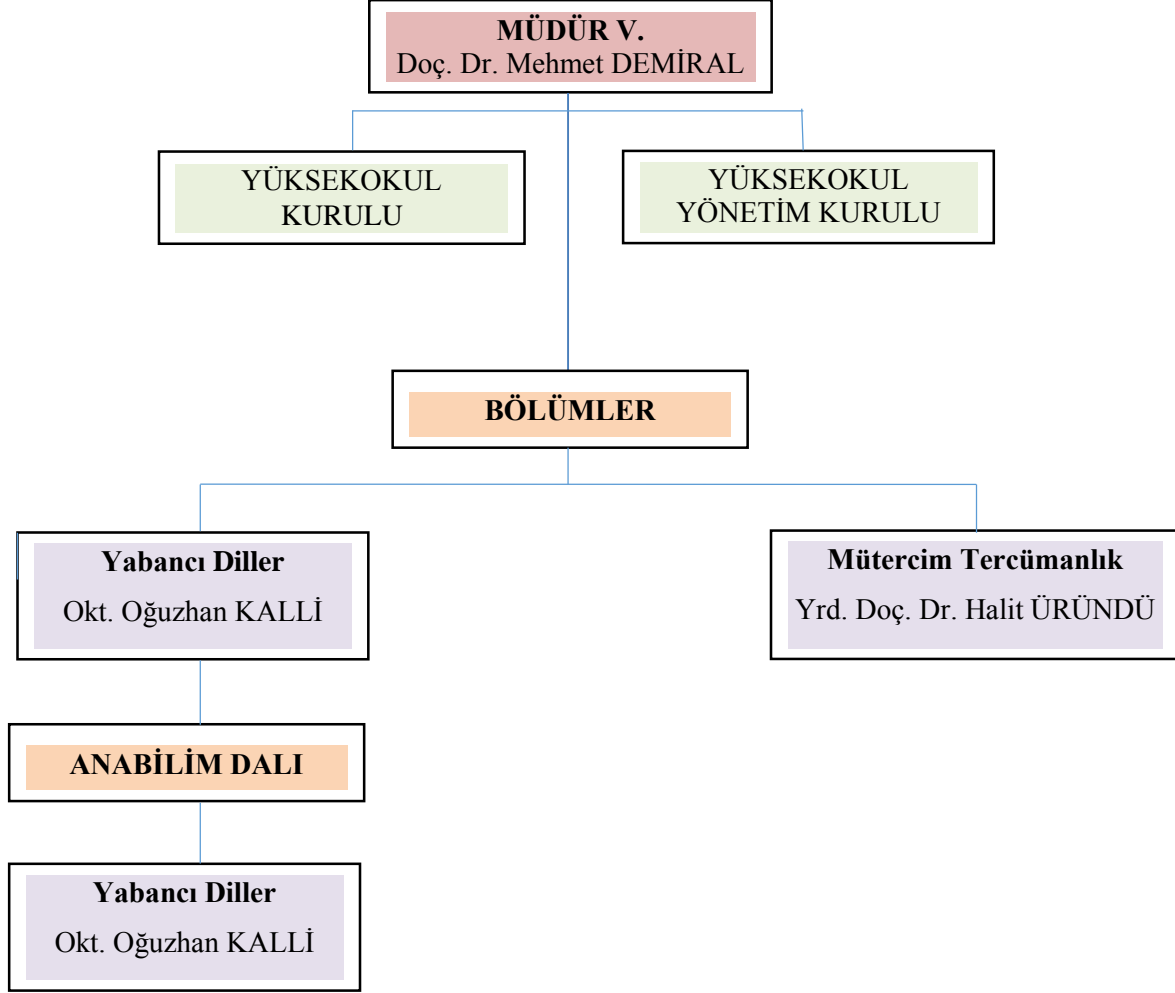 MÜDÜR V.
Doç. Dr. Mehmet DEMİRAL
YÜKSEKOKUL
KURULU
YÜKSEKOKUL
YÖNETİM KURULU
BÖLÜMLER
Yabancı Diller
Okt. Oğuzhan KALLİ
Mütercim Tercümanlık
Yrd. Doç. Dr. Halit ÜRÜNDÜ
ANABİLİM DALI
Yabancı Diller
Okt. Oğuzhan KALLİ